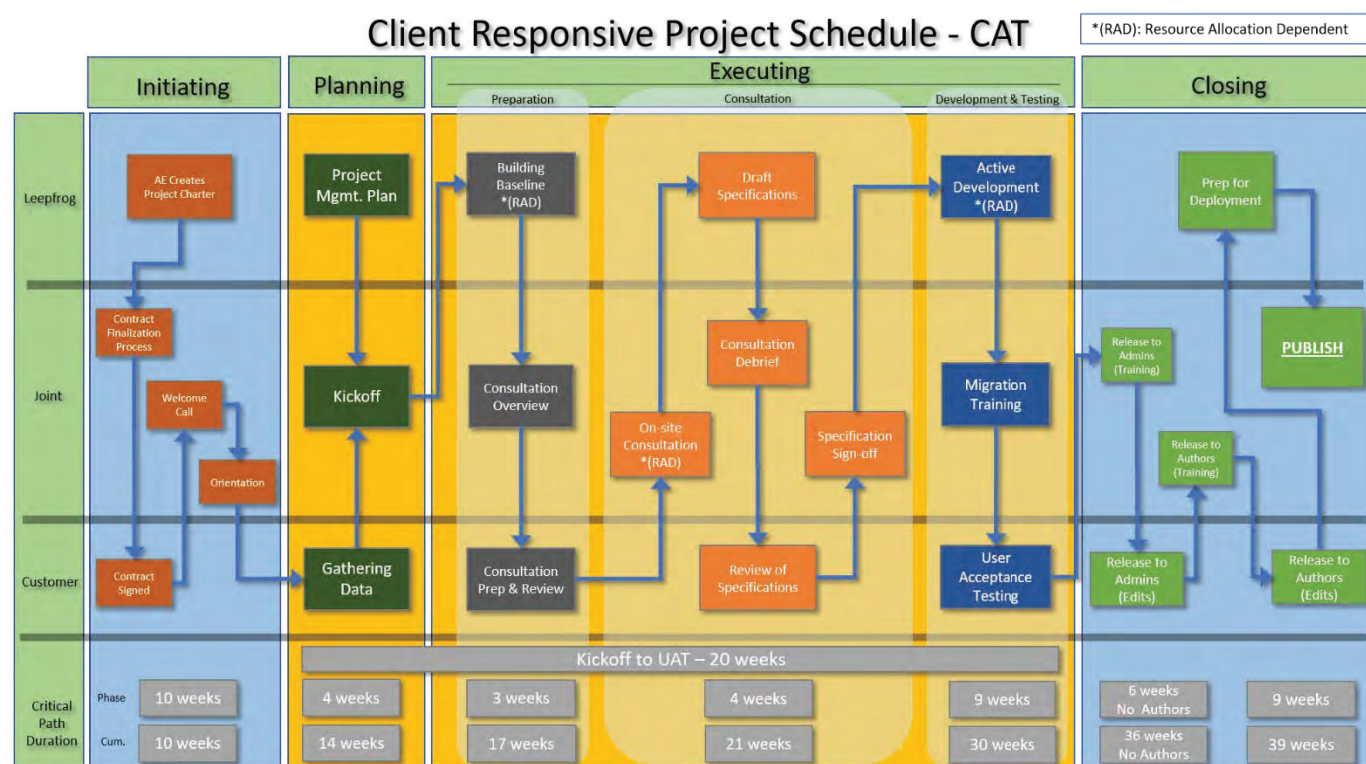 Client Responsive Project Schedule - CAT
*(RAD): Resource Allocation Dependent
Initiating
Planning
Executing
Closing
Preparation
Consultation
Development & Testing
Leepfrog
AE Creates
Project Charter
Project
Mgmt. Plan
Building
Baseline
*(RAD)
Draft
Specifications
Active
Development
*(RAD)
Prep for
Deployment
Joint
Contract
Finalization
Process
Welcome
Call
Orientation
Kickoff
Consultation
Overview
On-site
Consultation
*(RAD)
Consultation
Debrief
Specification
Sign-off
Migration
Training
Release to
Admins
(Training)
Release to
Authors
(Training)
PUBLISH
Customer
Contract
Signed
Gathering
Data
Consultation
Prep & Review
Review of
Specifications
User
Acceptance
Testing
Release to
Admins
(Edits)
Release to
Authors
(Edits)
Kickoff to UAT – 20 weeks
Critical
Path
Duration
Phase
10 weeks
4 weeks
3 weeks
4 weeks
9 weeks
6 weeks
No Authors
9 weeks
Cum.
10 weeks
14 weeks
17 weeks
21 weeks
30 weeks
36 weeks
No Authors
39 weeks